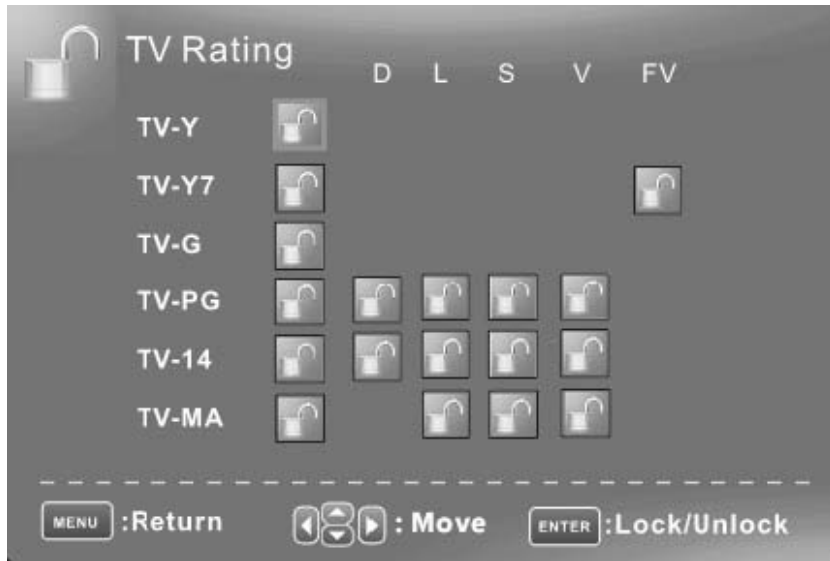 TV Rating
D L S V FV
TV-Y
TV-Y7
TV-G
TV-PG
TV-14
TV-MA
MENU :Return : Move ENTER :Lock/Unlock